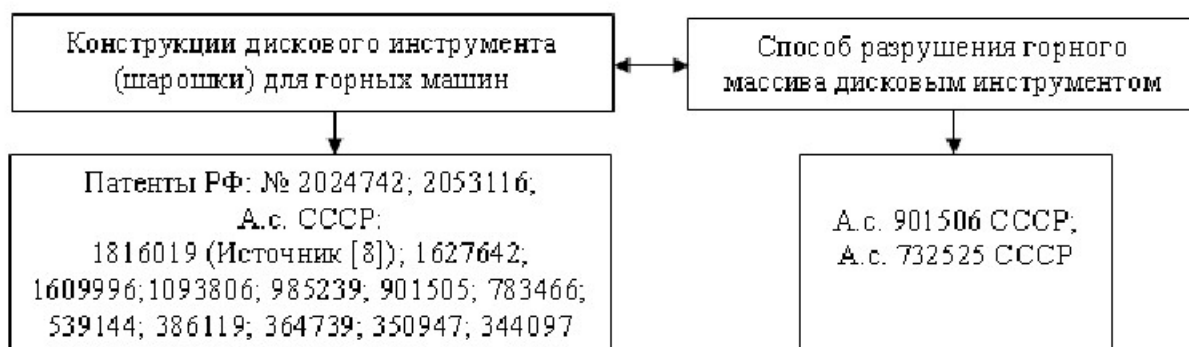 Конструкции дискового инструмента
(шарошки) для горных машин
Способ разрушения горного
массива дисковым инструментом
Патенты РФ: № 2024742; 2053116;
А.с. СССР:
1816019 (Источник [8]); 1627642;
1609996;1093806; 985239; 901505; 783466;
539144; 386119; 364739; 350947; 344097
А.с. 901506 СССР;
А.с. 732525 СССР